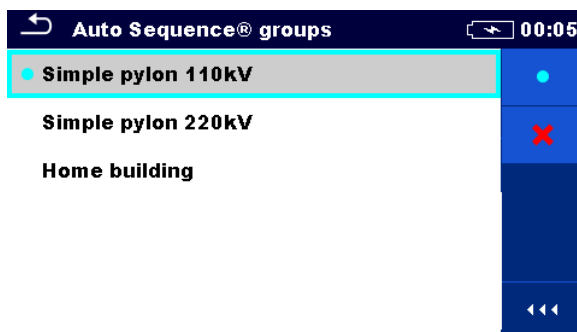 Auto Sequence® groups
00:05
Simple pylon 110kV
Simple pylon 220kV
Home building